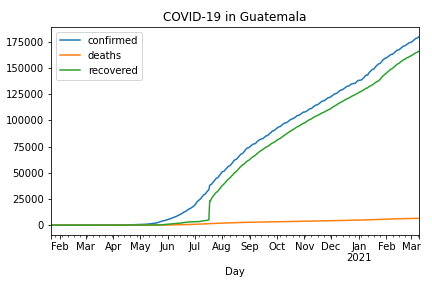 COVID-19 in Guatemala
confirmed
deaths
recovered
175000
150000
125000
100000
75000
50000
25000
0
Feb Mar Apr May Jun Jul Aug Sep Oct Nov Dec Jan Feb Mar
2021
Day